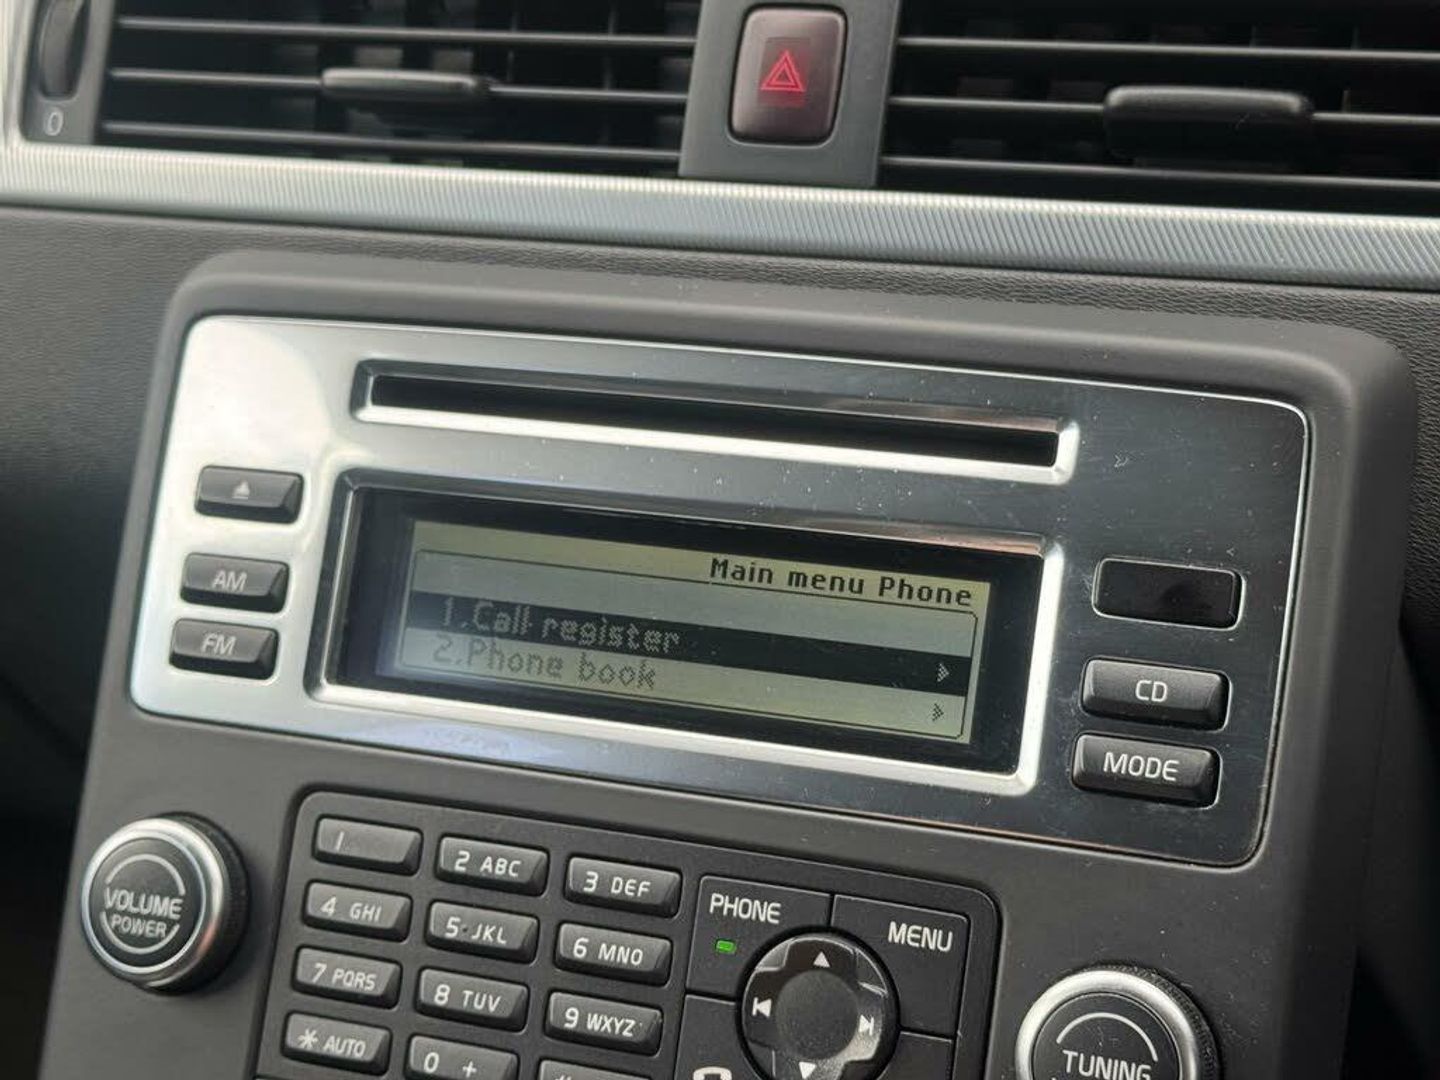 0
Main menu Phone
1.Call register
2.Phone book
AM
FM
CD
MODE
VOLUME
POWER
1
2 ABC
3 DEF
4 GHI
5 JKL
6 MNO
7 PQRS
8 TUV
9 WXYZ
* AUTO
0 +
PHONE
MENU
TUNING